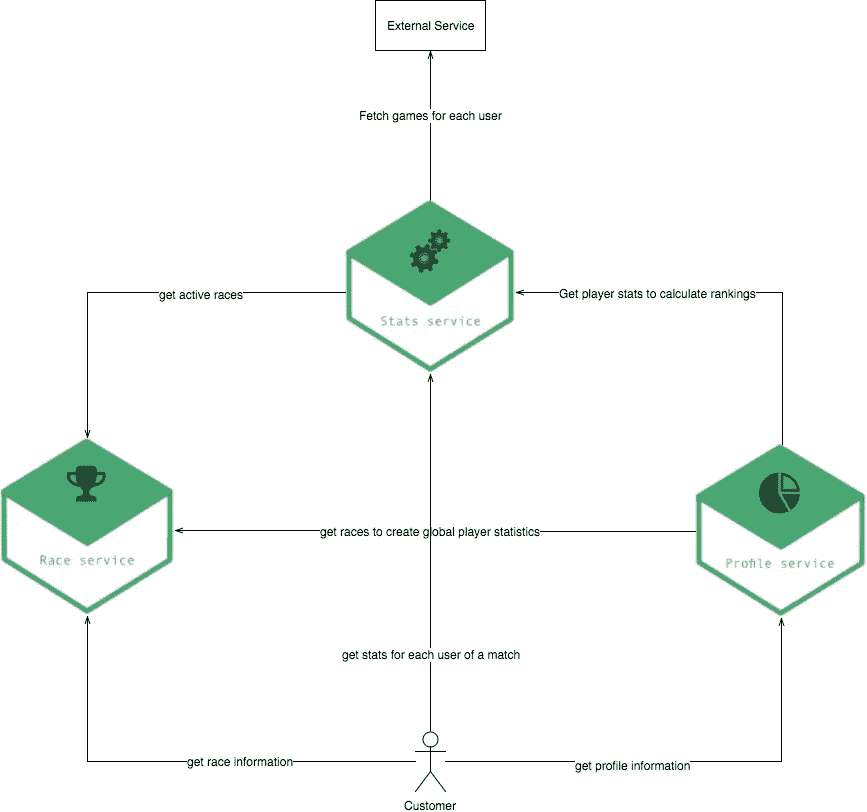 External Service
Fetch games for each user
get active races
Get player stats to calculate rankings
Stats service
get races to create global player statistics
Race service
Profile service
get stats for each user of a match
get race information
get profile information
Customer